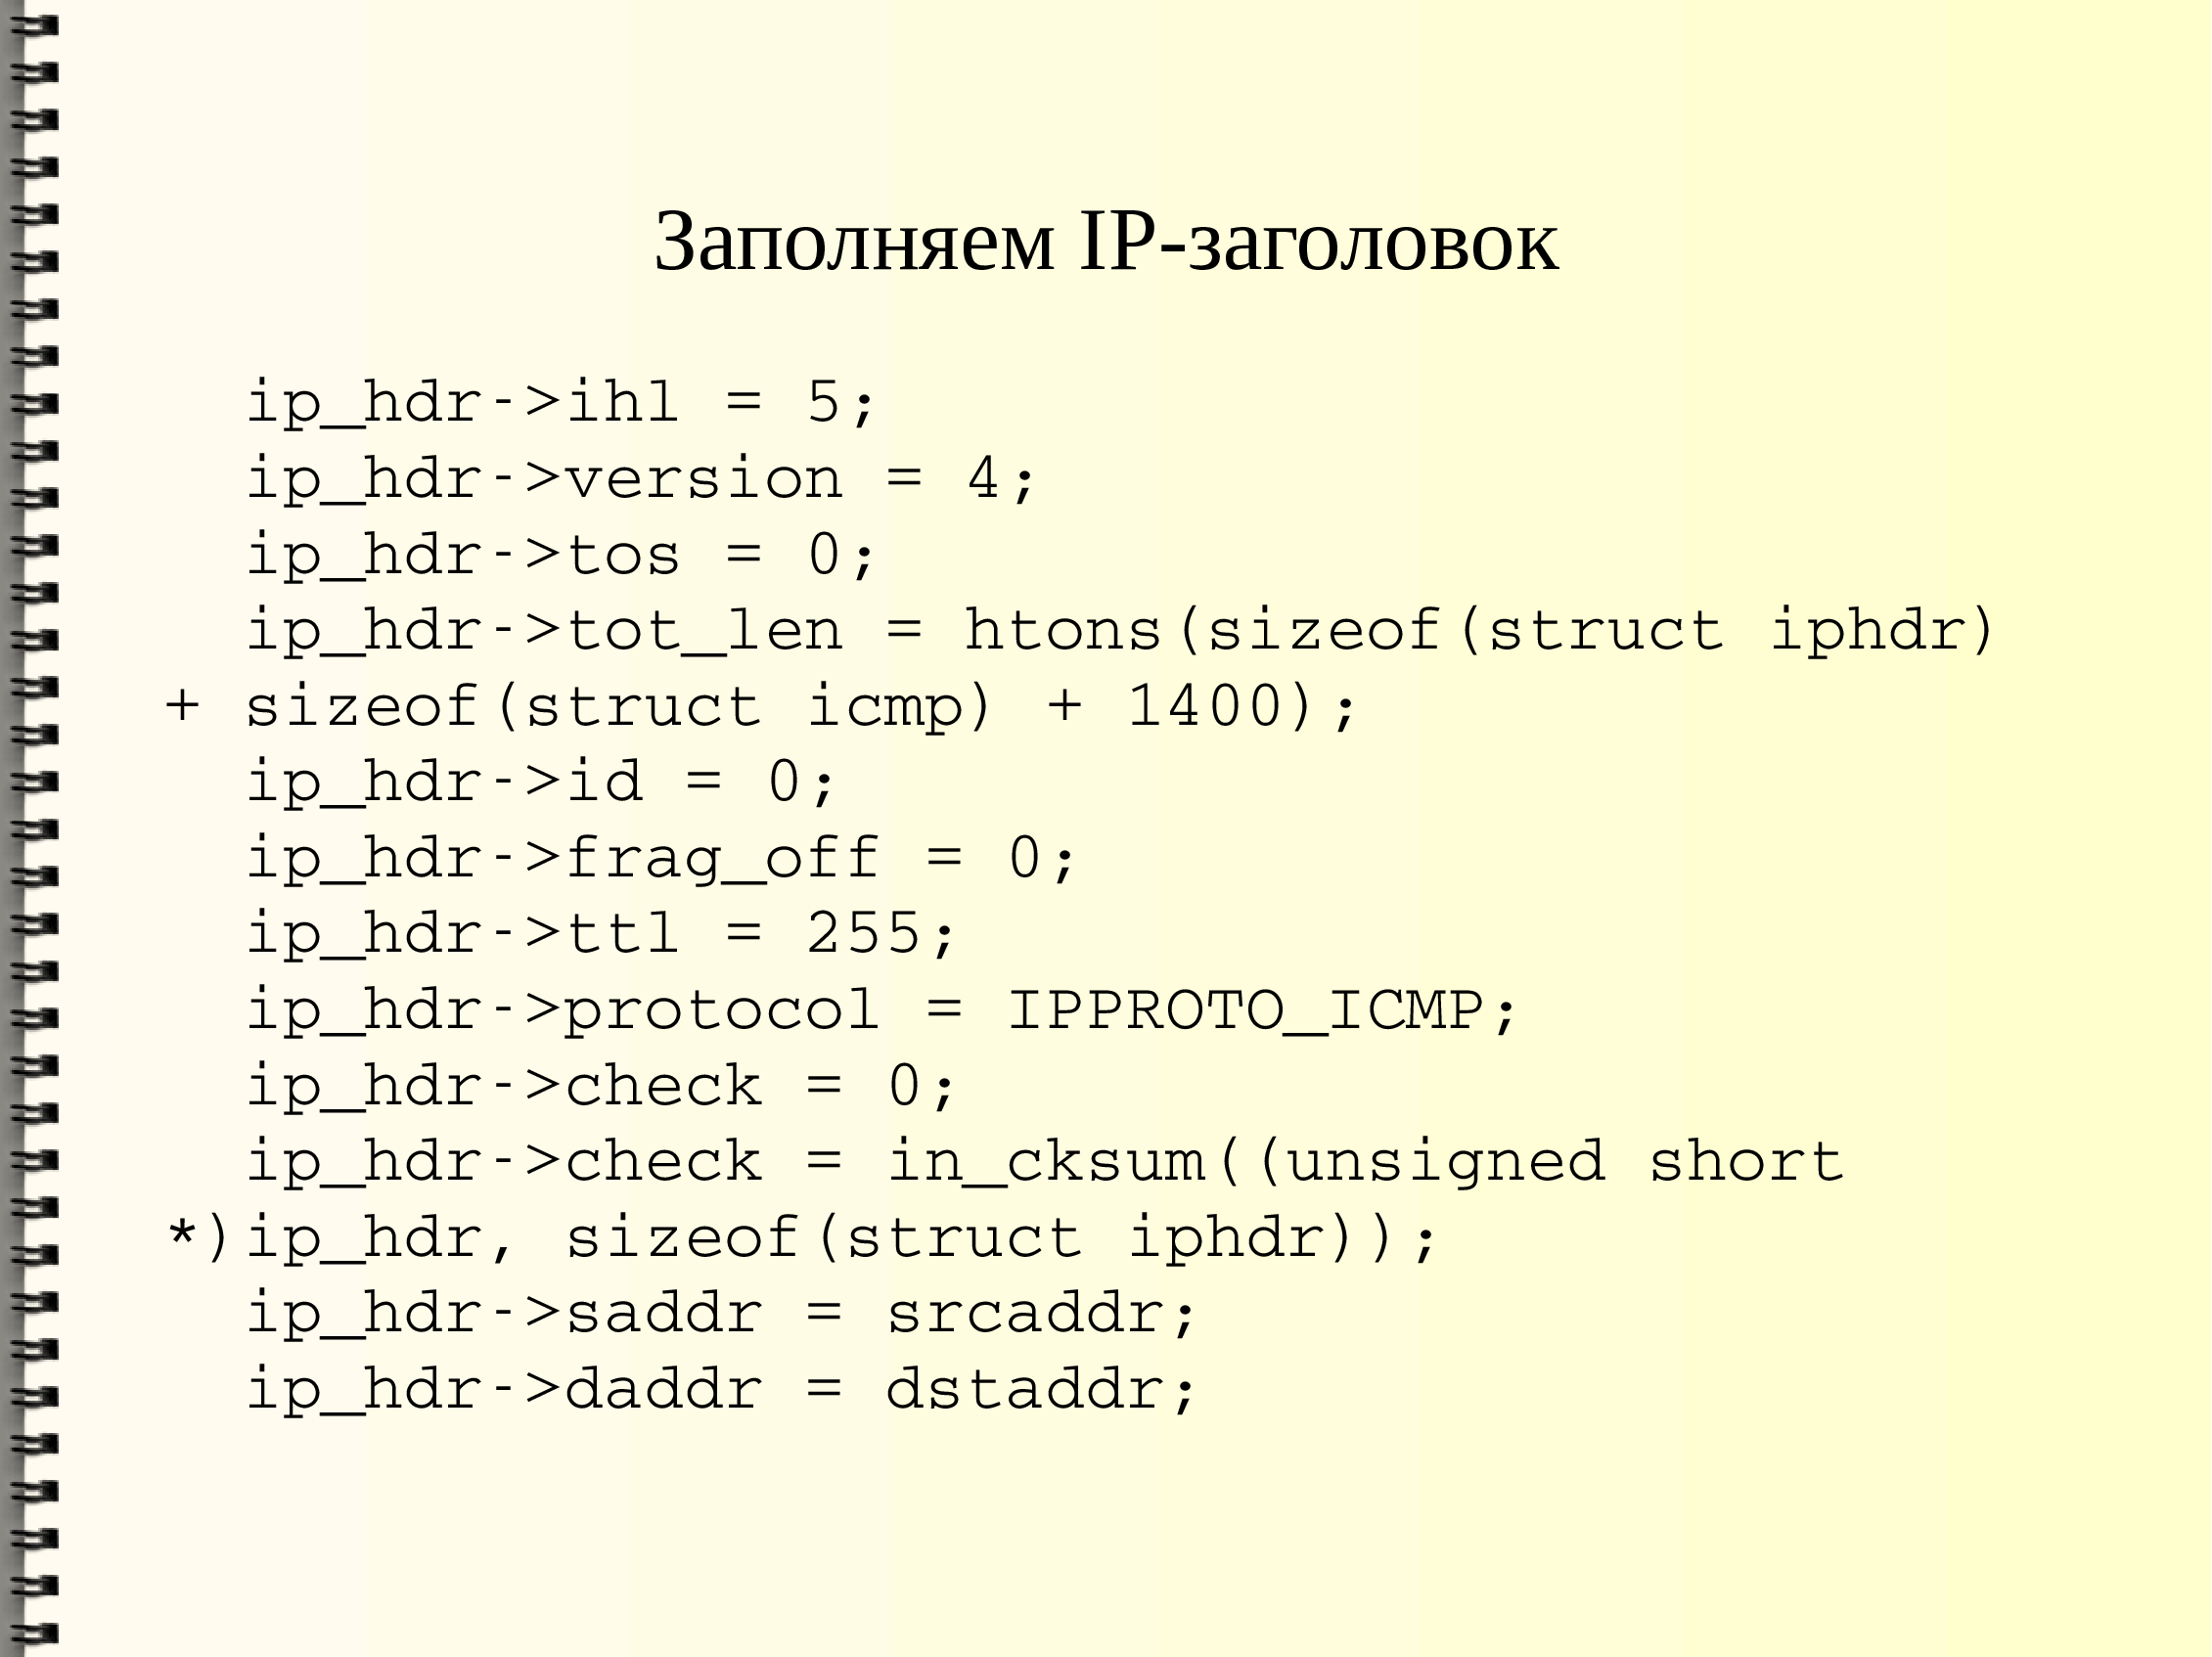 Заполняем IP-заголовок
ip_hdr->ihl = 5;
ip_hdr->version = 4;
ip_hdr->tos = 0;
ip_hdr->tot_len = htons(sizeof(struct iphdr)
+ sizeof(struct icmp) + 1400);
ip_hdr->id = 0;
ip_hdr->frag_off = 0;
ip_hdr->ttl = 255;
ip_hdr->protocol = IPPROTO_ICMP;
ip_hdr->check = 0;
ip_hdr->check = in_cksum((unsigned short
*)ip_hdr, sizeof(struct iphdr));
ip_hdr->saddr = srcaddr;
ip_hdr->daddr = dstaddr;